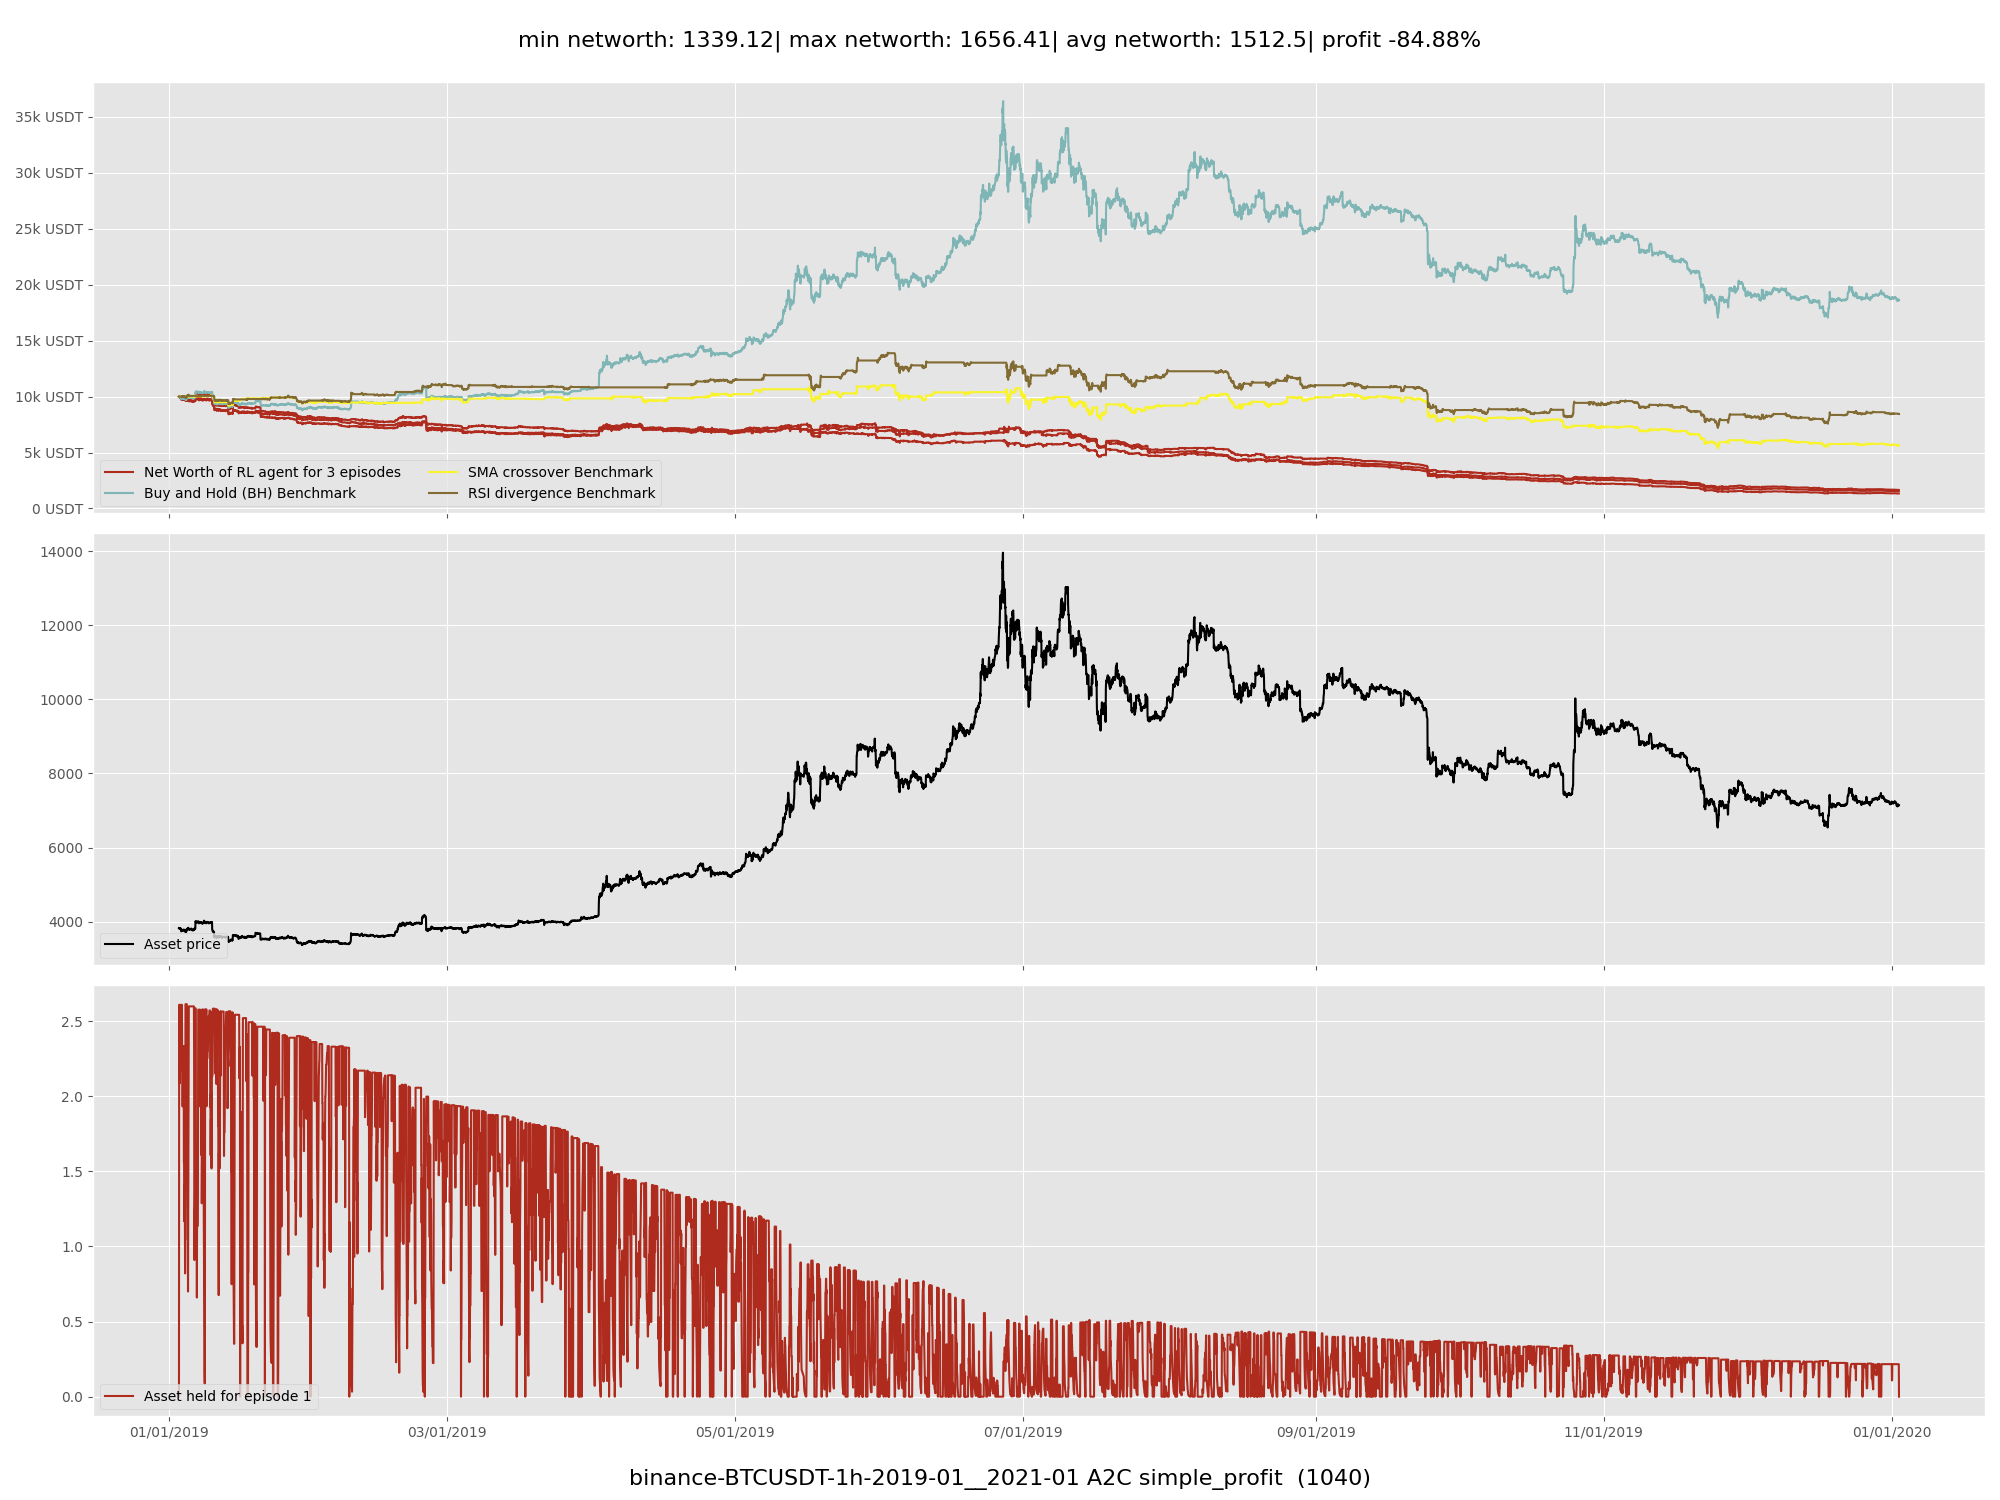 min networth: 1339.12| max networth: 1656.41| avg networth: 1512.5| profit -84.88%
35k USDT
30k USDT
25k USDT
20k USDT
15k USDT
10k USDT
5k USDT
0 USDT
Net Worth of RL agent for 3 episodes
Buy and Hold (BH) Benchmark
SMA crossover Benchmark
RSI divergence Benchmark
14000
12000
10000
8000
6000
4000
Asset price
2.5
2.0
1.5
1.0
0.5
0.0
Asset held for episode 1
01/01/2019 03/01/2019 05/01/2019 07/01/2019 09/01/2019 11/01/2019 01/01/2020
binance-BTCUSDT-1h-2019-01__2021-01 A2C simple_profit  (1040)